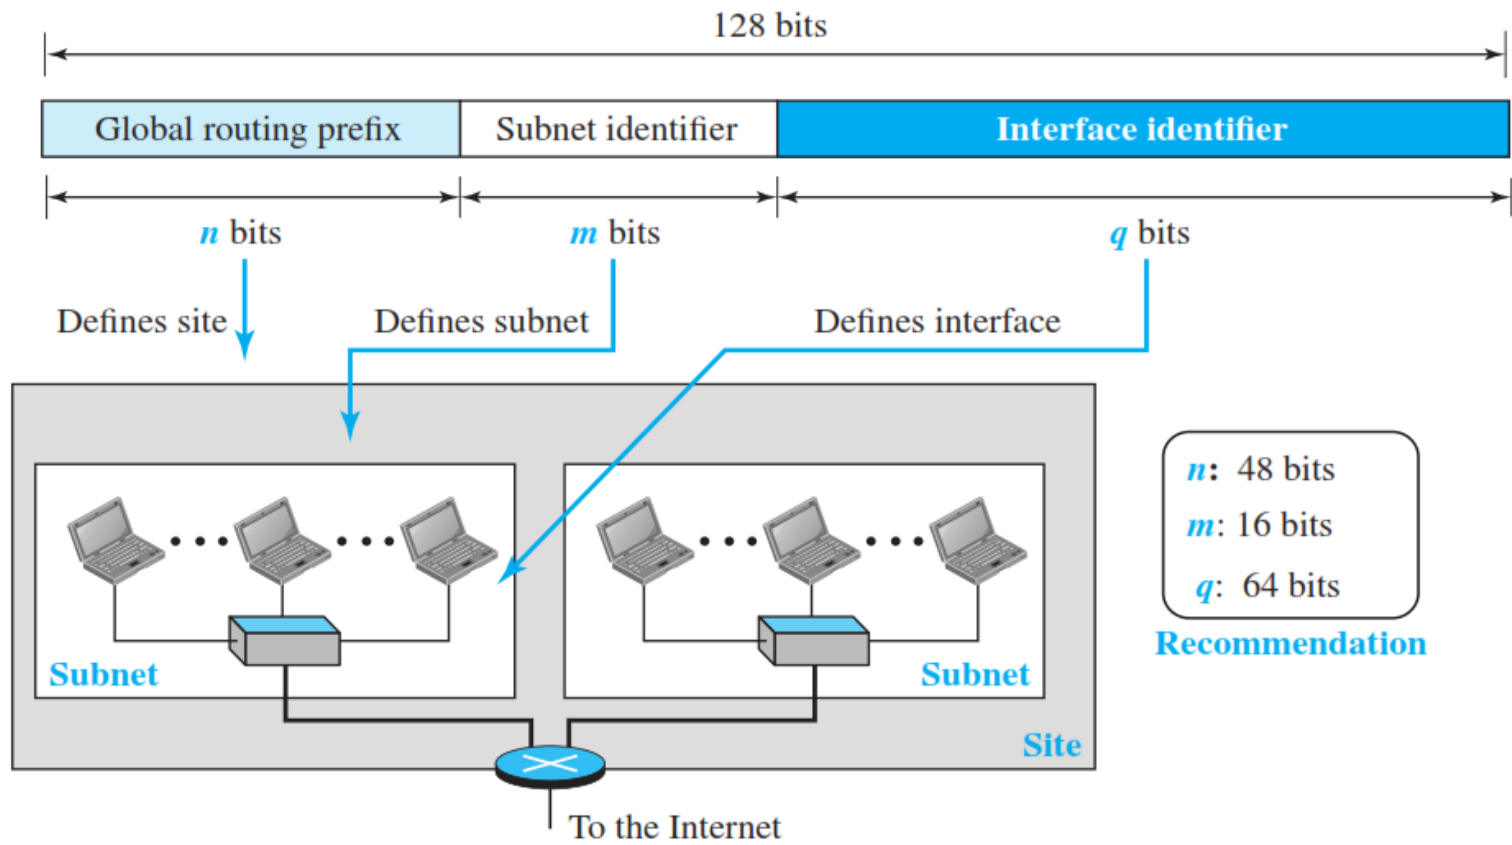 128 bits
Global routing prefix Subnet identifier Interface identifier
n bits m bits q bits
Defines site Defines subnet Defines interface
n: 48 bits
m: 16 bits
q: 64 bits
Recommendation
Subnet Subnet
Site
To the Internet